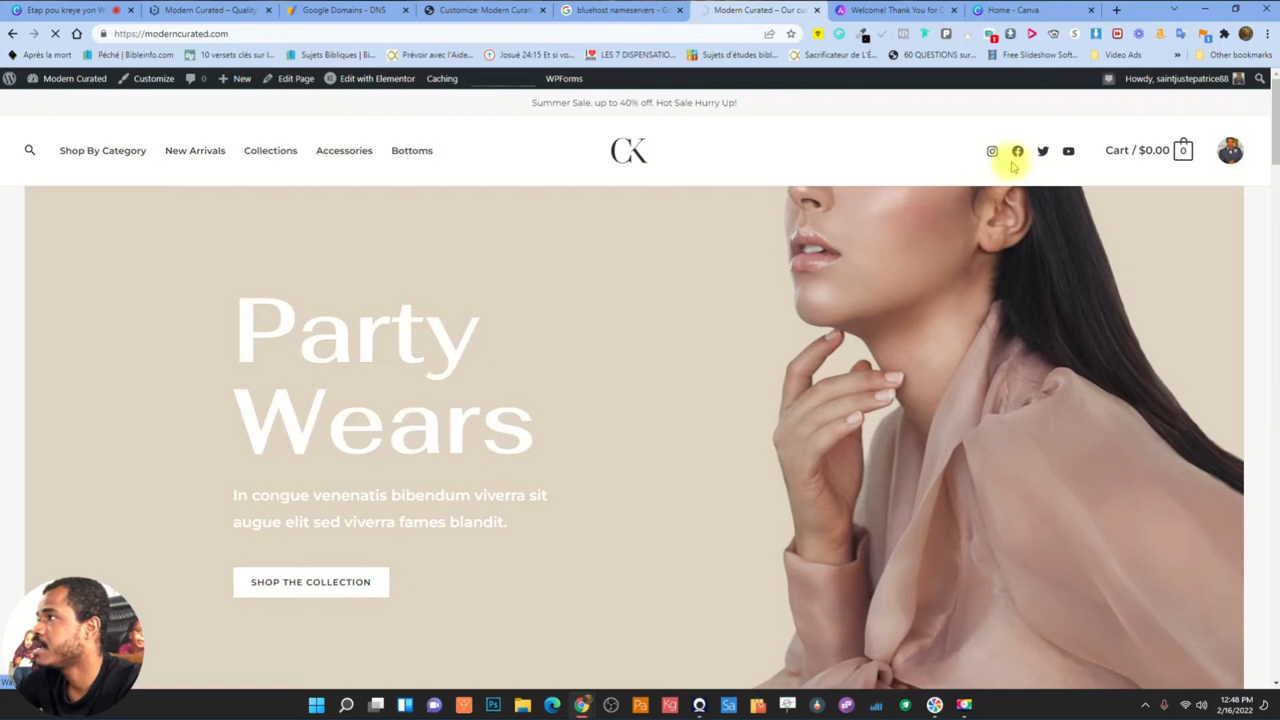 Etap pou kreye yon W
Modern Curated – Quality
Google Domains - DNS
Customize: Modern Curate
bluehost nameservers - Go
Modern Curated – Our cu
Welcome! Thank You for D
Home - Canva
https://moderncurated.com
Après la mort
Péché | Bibleinfo.com
10 versets clés sur l...
Sujets Bibliques | Bi...
Prévoir avec l'Aide...
Josué 24:15 Et si vo...
LES 7 DISPENSATIO...
Sujets d'études bibl...
Sacrificateur de L'É...
60 QUESTIONS sur...
Free Slideshow Soft...
Video Ads
»
Other bookmarks
Modern Curated
Customize
0
New
Edit Page
Edit with Elementor
Caching
WPForms
Howdy, saintjustepatrice88
Summer Sale. up to 40% off. Hot Sale Hurry Up!
Shop By Category
New Arrivals
Collections
Accessories
Bottoms
CK
Cart / $0.00
0
Party
Wears
In congue venenatis bibendum viverra sit
augue elit sed viverra fames blandit.
SHOP THE COLLECTION
12:48 PM
2/16/2022